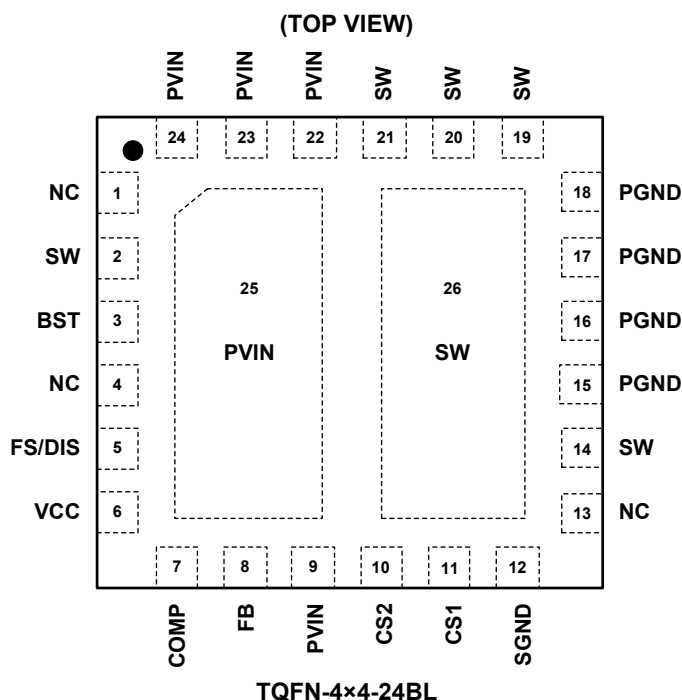 (TOP VIEW)
PVIN PVIN PVIN SW SW SW
24 23 22 21 20 19
NC 1 18 PGND
SW 2 17 PGND
BST 3 16 PGND
NC 4 15 PGND
FS/DIS 5 14 SW
VCC 6 13 NC
25 26
PVIN SW
7 8 9 10 11 12
COMP FB PVIN CS2 CS1 SGND
TQFN-4×4-24BL